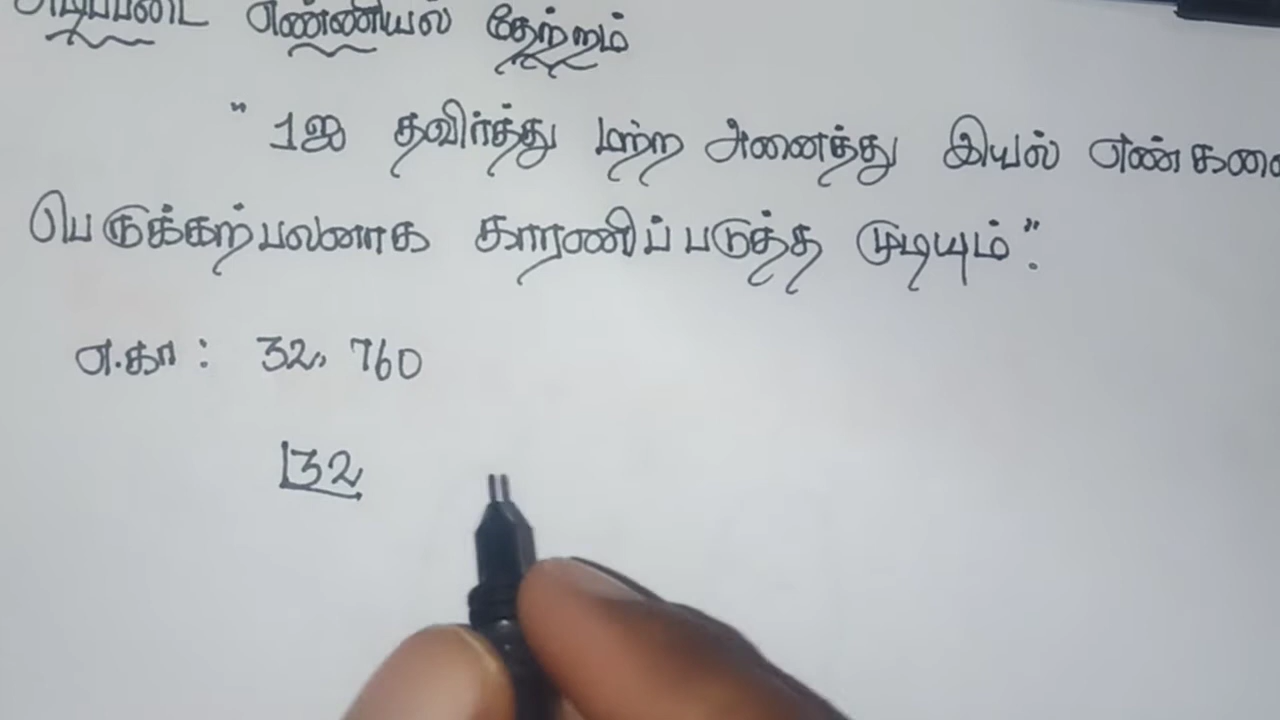 அடிப்படை எண்ணியல் தேற்றம்
" 1ஐ தவிர்த்து மற்ற அனைத்து இயல் எண்களை
பெருக்கற்பலனாக காரணிப்படுத்த முடியும்".
எ.கா : 32, 760
32